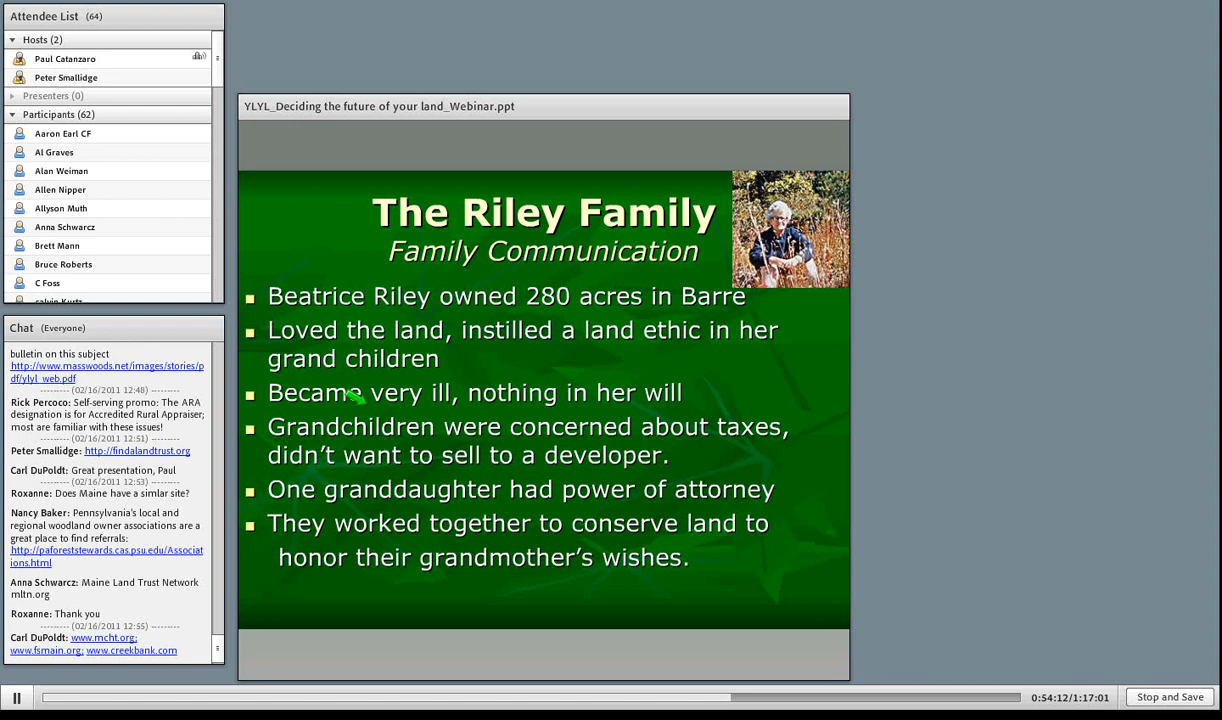 Attendee List (64)
Hosts (2)
Paul Catanzaro
Peter Smallidge
Presenters (0)
Participants (62)
Aaron Earl CF
Al Graves
Alan Weiman
Allen Nipper
Allyson Muth
Anna Schwarcz
Brett Mann
Bruce Roberts
C Foss
calvin Kurtz
Chat (Everyone)
bulletin on this subject
http://www.masswoods.net/images/stories/p
df/ylyl_web.pdf
--------- (02/16/2011 12:48) ---------
Rick Percoco: Self-serving promo: The ARA
designation is for Accredited Rural Appraiser;
most are familiar with these issues!
--------- (02/16/2011 12:51) ---------
Peter Smallidge: http://findalandtrust.org
Carl DuPoldt: Great presentation, Paul
--------- (02/16/2011 12:53) ---------
Roxanne: Does Maine have a simlar site?
Nancy Baker: Pennsylvania's local and
regional woodland owner associations are a
great place to find referrals:
http://paforeststewards.cas.psu.edu/Associat
ions.html
Anna Schwarcz: Maine Land Trust Network
mltn.org
Roxanne: Thank you
--------- (02/16/2011 12:55) ---------
Carl DuPoldt: www.mcht.org;
www.fsmain.org; www.creekbank.com
YLYL_Deciding the future of your land_Webinar.ppt
The Riley Family
Family Communication
Beatrice Riley owned 280 acres in Barre
Loved the land, instilled a land ethic in her
grand children
Became very ill, nothing in her will
Grandchildren were concerned about taxes,
didn't want to sell to a developer.
One granddaughter had power of attorney
They worked together to conserve land to
honor their grandmother's wishes.
0:54:12/1:17:01
Stop and Save